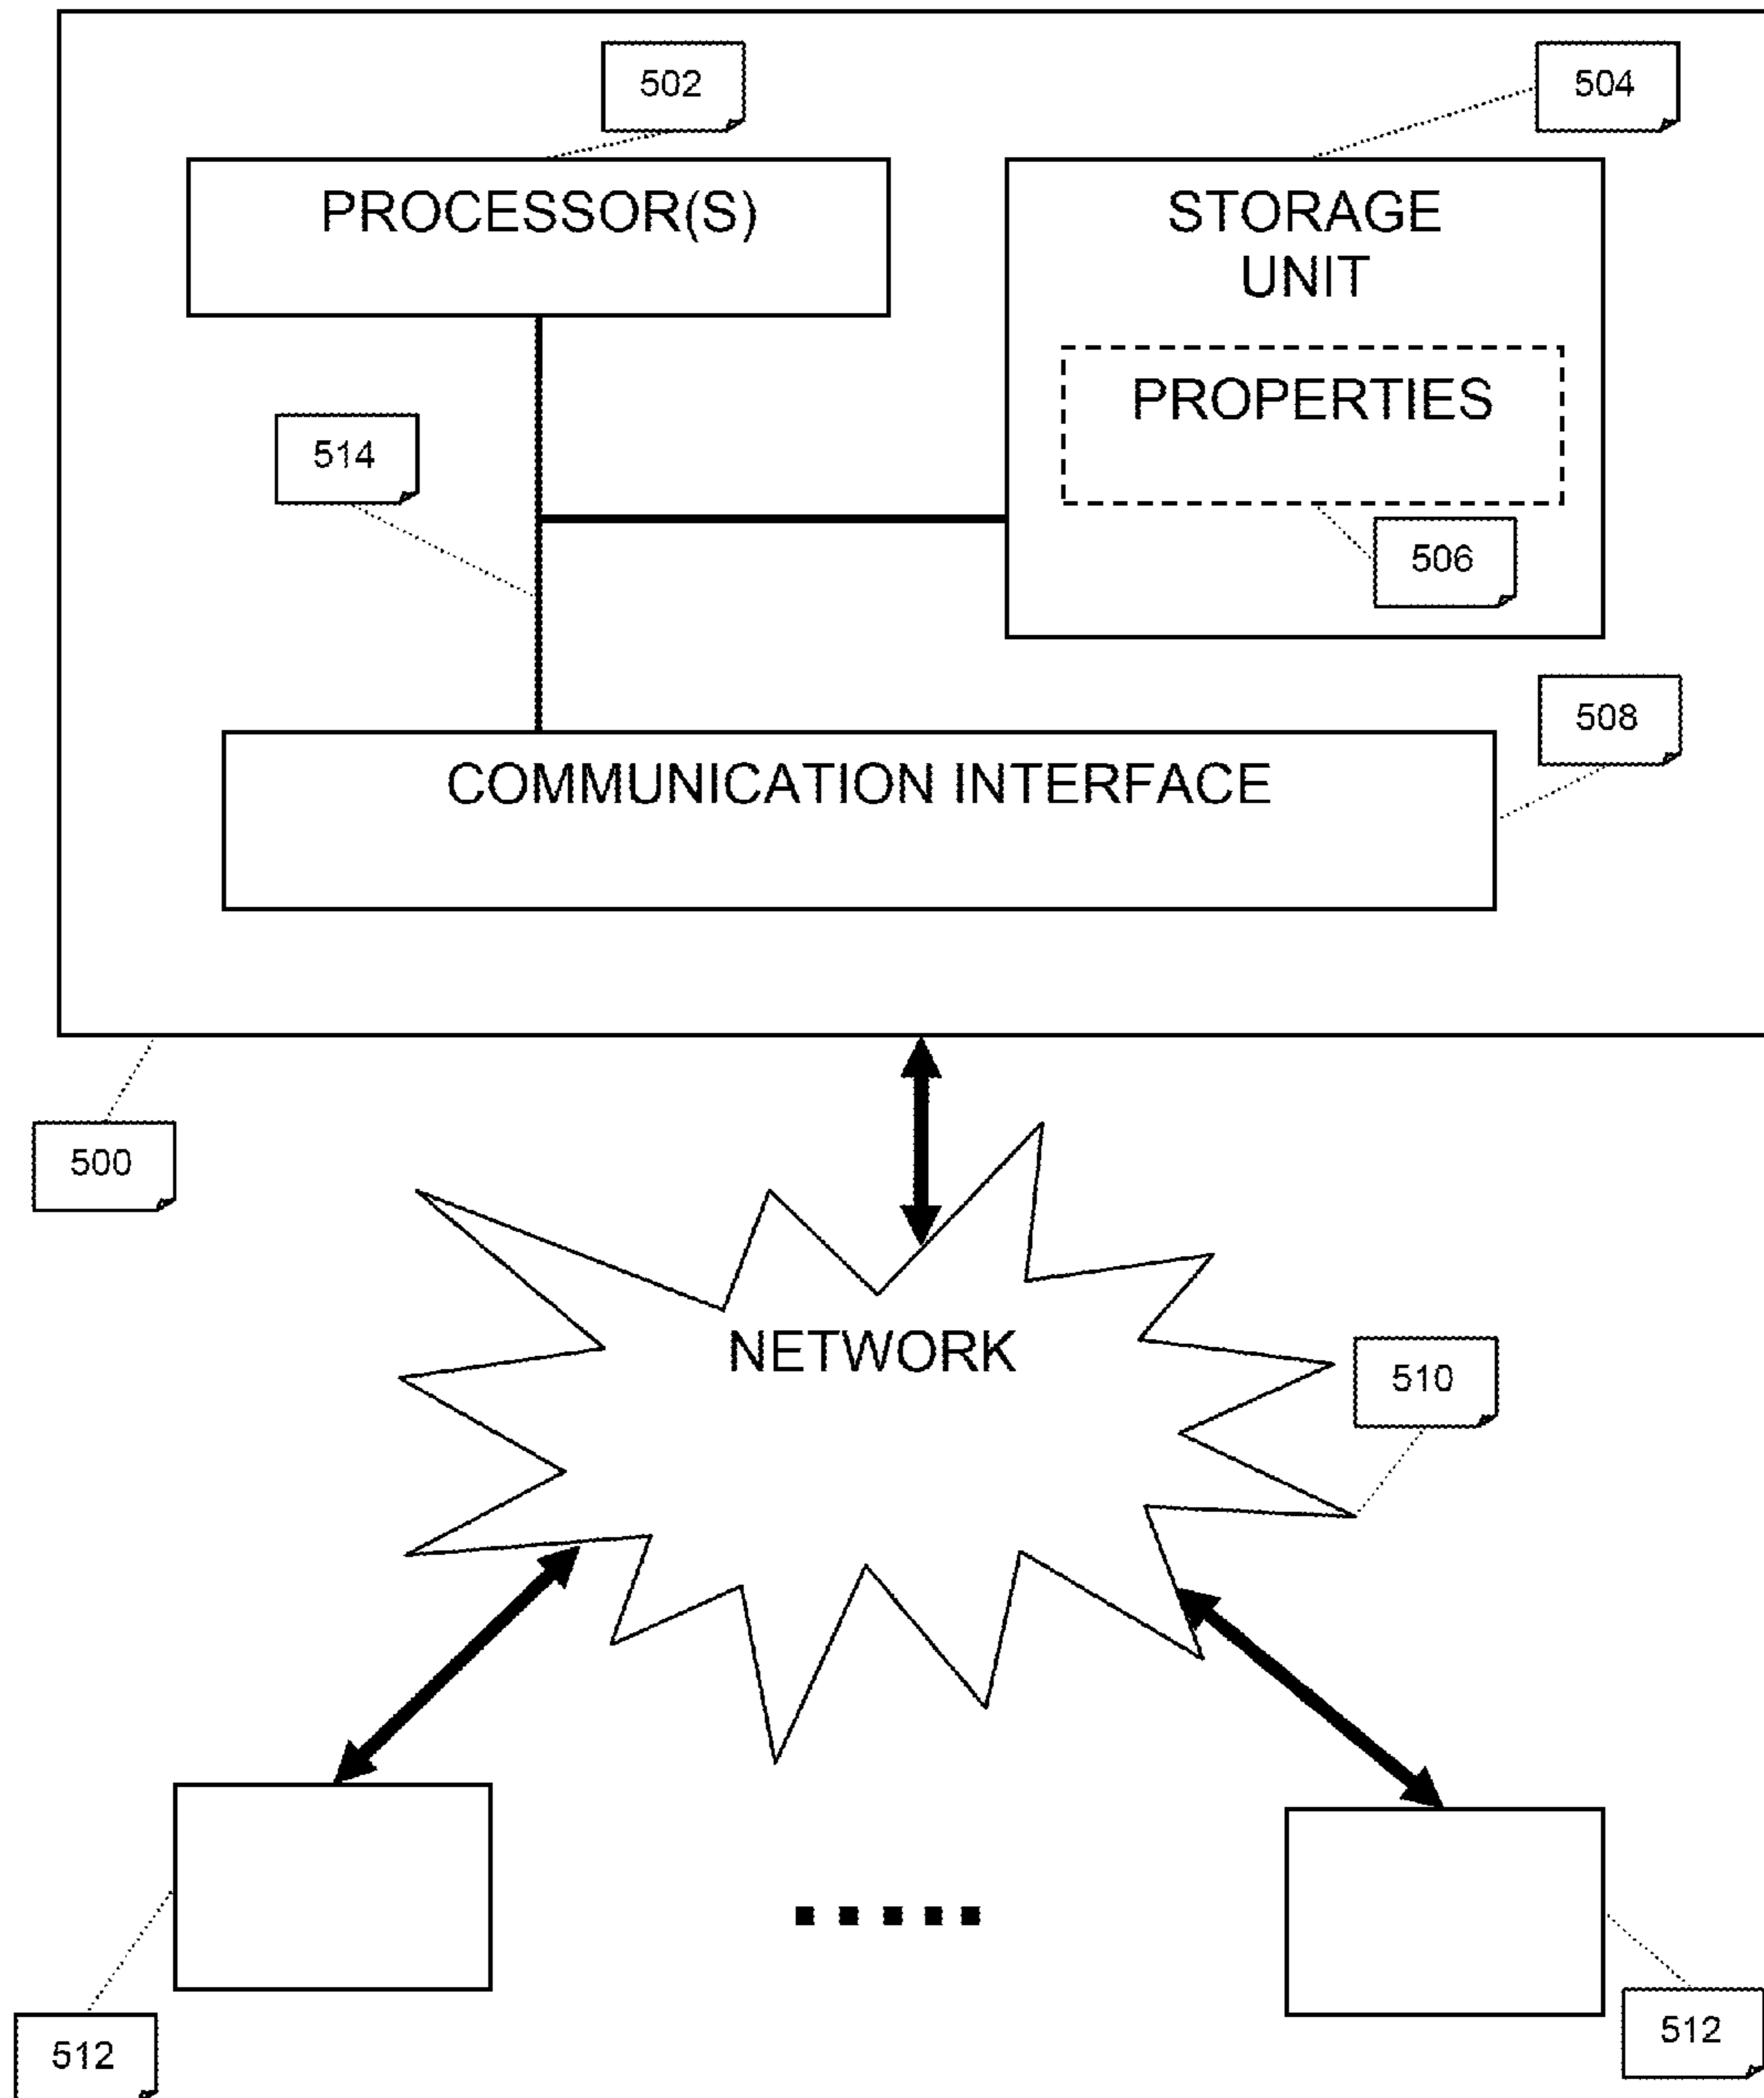 502
504
PROCESSOR(S)
STORAGE
UNIT
PROPERTIES
514
506
508
COMMUNICATION INTERFACE
500
NETWORK
510
512
512